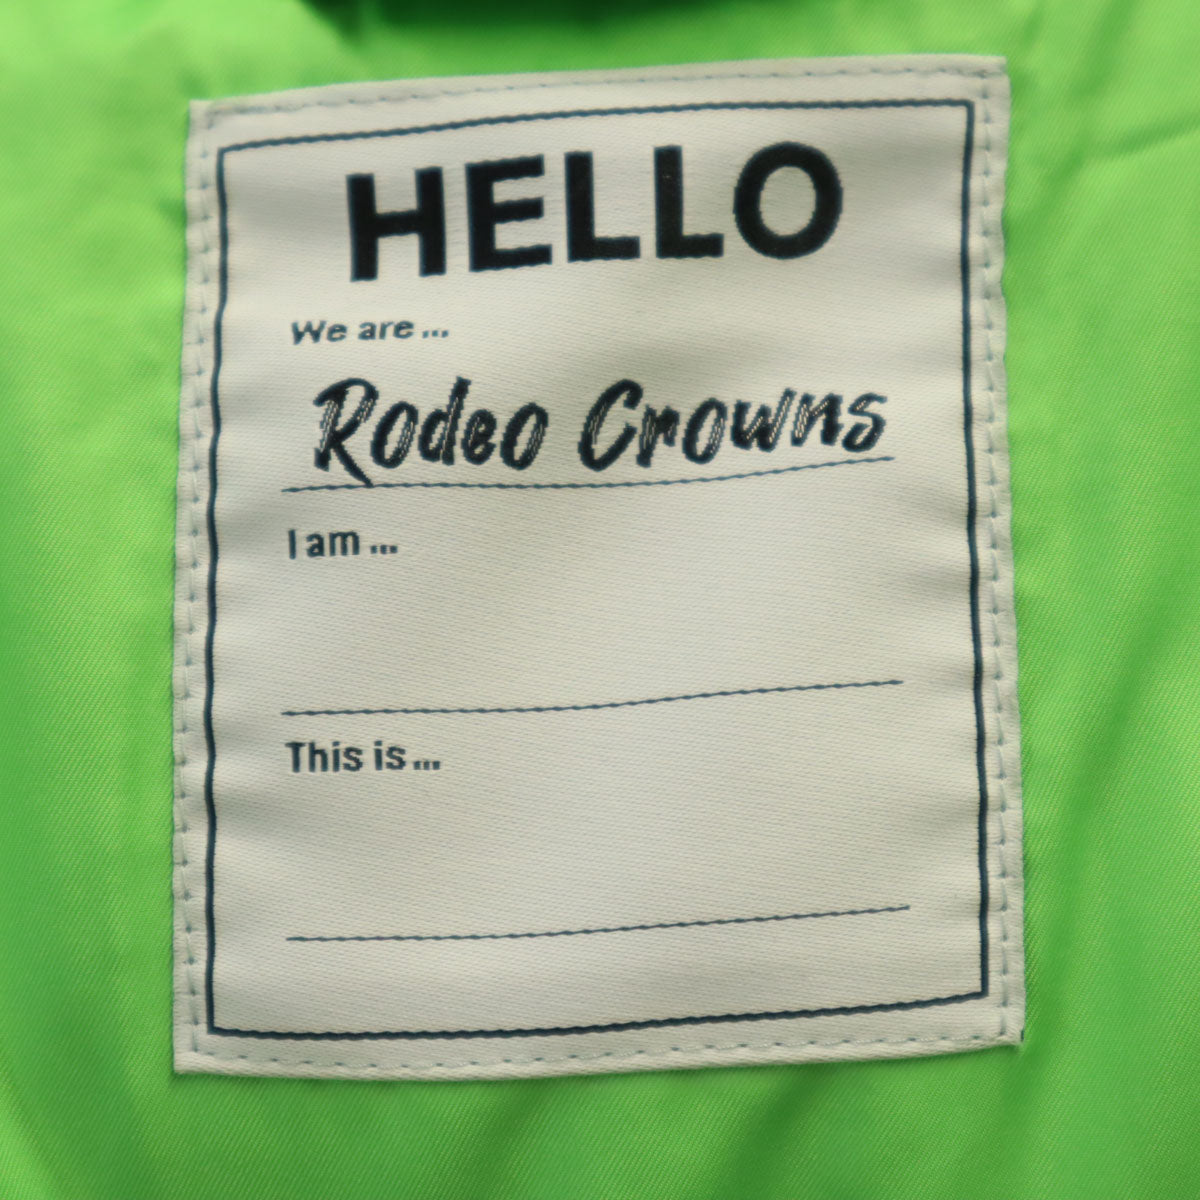 HELLO
We are...
Rodeo Crowns
I am...
This is...